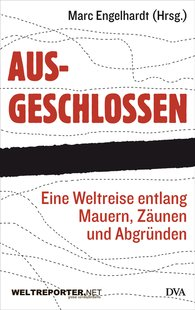 Marc Engelhardt (Hrsg.)
AUS-
GESCHLOSSEN
Eine Weltreise entlang
Mauern, Zäunen
und Abgründen
WELTREPORTER.NET
DVA